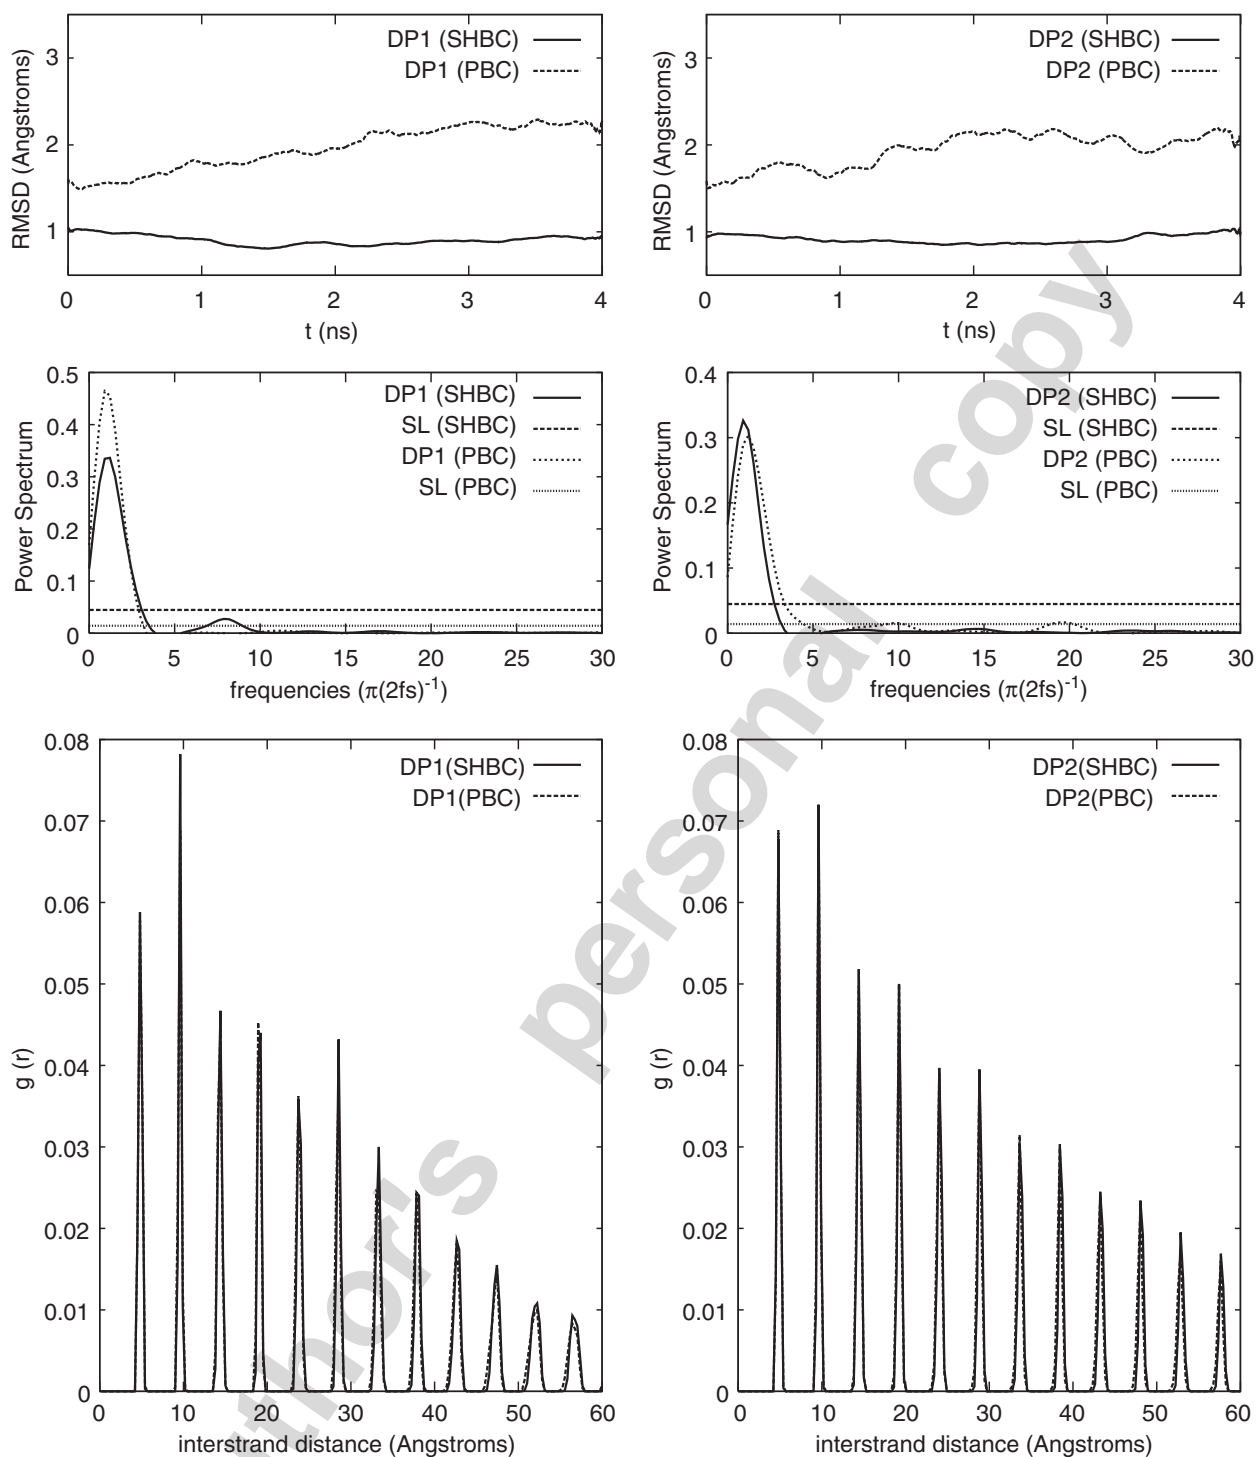 3
2
1
RMSD (Angstroms)
DP1 (SHBC)
DP1 (PBC)
0 1 2 3 4
t (ns)
3
2
1
RMSD (Angstroms)
DP2 (SHBC)
DP2 (PBC)
0 1 2 3 4
t (ns)
0.5
0.4
0.3
0.2
0.1
0
Power Spectrum
DP1 (SHBC)
SL (SHBC)
DP1 (PBC)
SL (PBC)
0 5 10 15 20 25 30
frequencies (π(2fs)⁻¹)
0.4
0.3
0.2
0.1
0
Power Spectrum
DP2 (SHBC)
SL (SHBC)
DP2 (PBC)
SL (PBC)
0 5 10 15 20 25 30
frequencies (π(2fs)⁻¹)
0.08
0.07
0.06
0.05
0.04
0.03
0.02
0.01
0
g (r)
DP1(SHBC)
DP1(PBC)
0 10 20 30 40 50 60
interstrand distance (Angstroms)
0.08
0.07
0.06
0.05
0.04
0.03
0.02
0.01
0
g (r)
DP2(SHBC)
DP2(PBC)
0 10 20 30 40 50 60
interstrand distance (Angstroms)
thor's personal copy